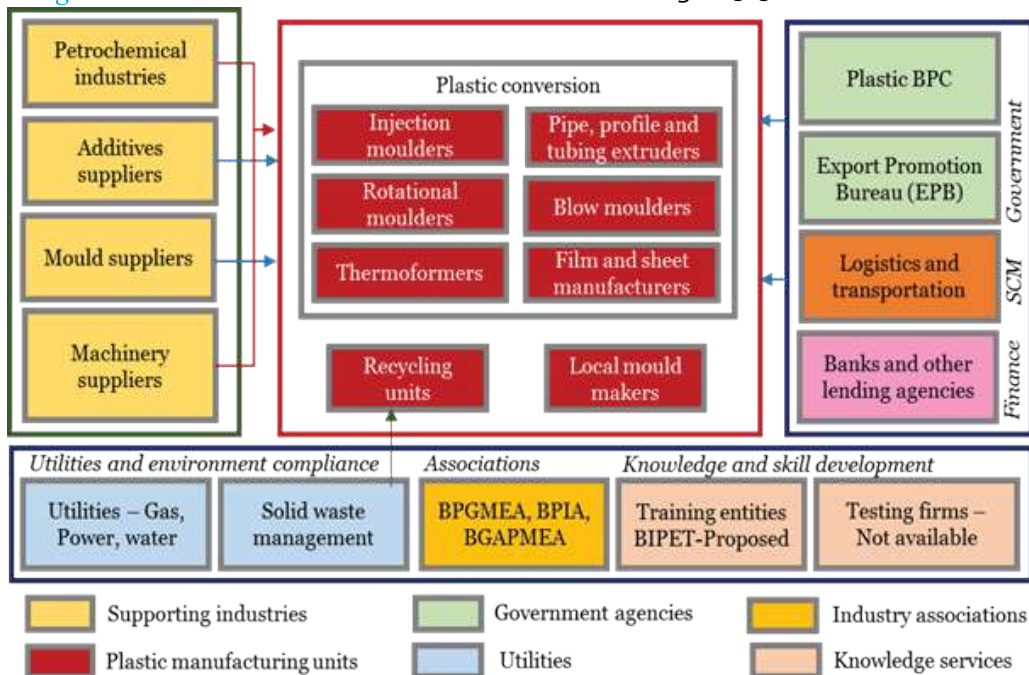 Petrochemical
industries
Additives
suppliers
Mould suppliers
Machinery
suppliers
Plastic conversion
Injection
moulders
Pipe, profile and
tubing extruders
Rotational
moulders
Blow moulders
Thermoformers
Film and sheet
manufacturers
Recycling
units
Local mould
makers
Plastic BPC
Export Promotion
Bureau (EPB)
Government
Logistics and
transportation
SCM
Banks and other
lending agencies
Finance
Utilities and environment compliance
Associations
Knowledge and skill development
Utilities – Gas,
Power, water
Solid waste
management
BPGMEA, BPIA,
BGAPMEA
Training entities
BIPET-Proposed
Testing firms –
Not available
Supporting industries
Government agencies
Industry associations
Plastic manufacturing units
Utilities
Knowledge services